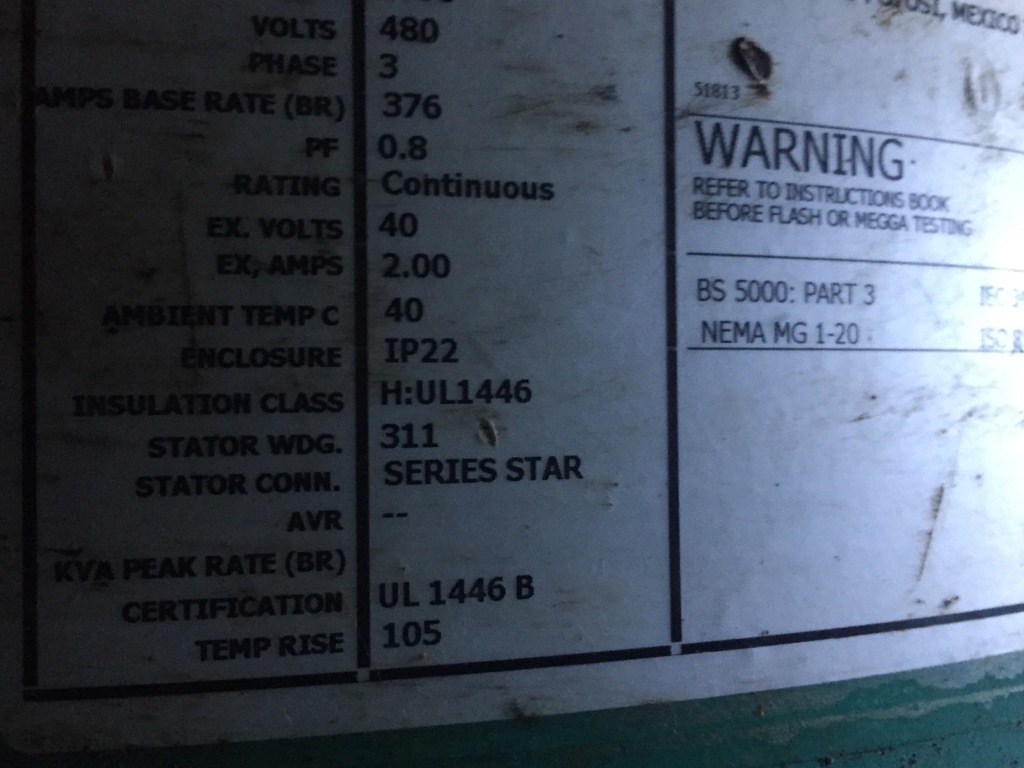 VOLTS 480
PHASE 3
AMPS BASE RATE (BR) 376
PF 0.8
RATING Continuous
EX. VOLTS 40
EX, AMPS 2.00
AMBIENT TEMP C 40
ENCLOSURE IP22
INSULATION CLASS H:UL1446
STATOR WDG. 311
STATOR CONN. SERIES STAR
AVR --
KVA PEAK RATE (BR)
CERTIFICATION UL 1446 B
TEMP RISE 105
MEXICO
51813
WARNING
REFER TO INSTRUCTIONS BOOK
BEFORE FLASH OR MEGGA TESTING
BS 5000: PART 3 IEC
NEMA MG 1-20 ISO